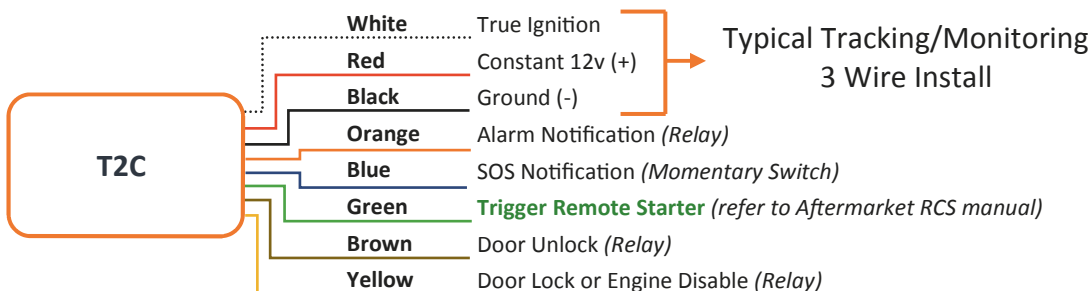 White True Ignition
Red Constant 12v (+)
Black Ground (-)
Typical Tracking/Monitoring
3 Wire Install
Orange Alarm Notification (Relay)
T2C
Blue SOS Notification (Momentary Switch)
Green Trigger Remote Starter (refer to Aftermarket RCS manual)
Brown Door Unlock (Relay)
Yellow Door Lock or Engine Disable (Relay)